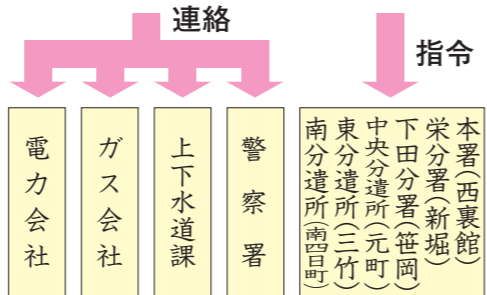 連絡
指令
電力会社
ガス会社
上下水道課
警察署
本署(西裏館)
栄分署(新堀)
下田分署(笹岡)
中央分遣所(元町)
東分遣所(三竹)
南分遣所(南四日町)